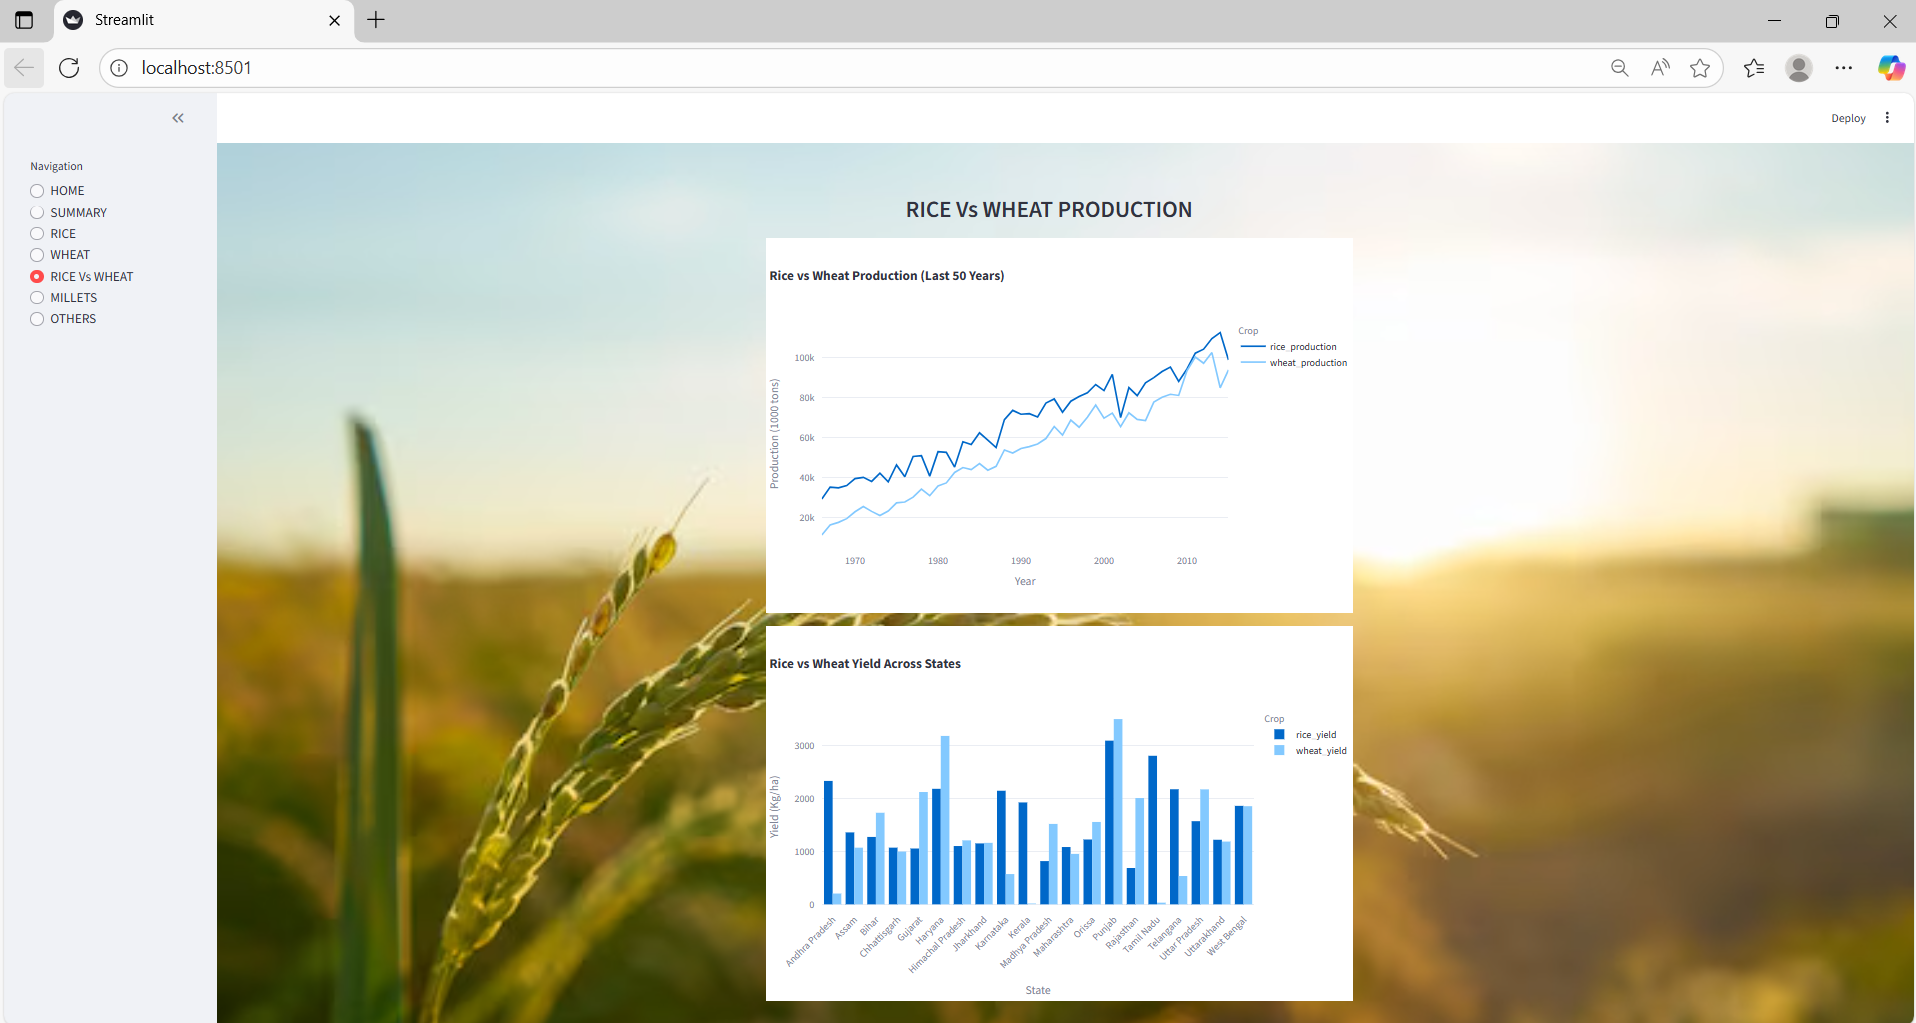 Streamlit
localhost:8501
Deploy
Navigation
HOME
SUMMARY
RICE
WHEAT
RICE Vs WHEAT
MILLETS
OTHERS
RICE Vs WHEAT PRODUCTION
Rice vs Wheat Production (Last 50 Years)
Crop
rice_production
wheat_production
Production (1000 tons)
100k
80k
60k
40k
20k
1970 1980 1990 2000 2010
Year
Rice vs Wheat Yield Across States
Crop
rice_yield
wheat_yield
Yield (Kg/ha)
3000
2000
1000
0
Andhra Pradesh
Assam
Bihar
Chhattisgarh
Gujarat
Haryana
Himachal Pradesh
Jharkhand
Karnataka
Kerala
Madhya Pradesh
Maharashtra
Orissa
Punjab
Rajasthan
Tamil Nadu
Telangana
Uttar Pradesh
Uttarakhand
West Bengal
State